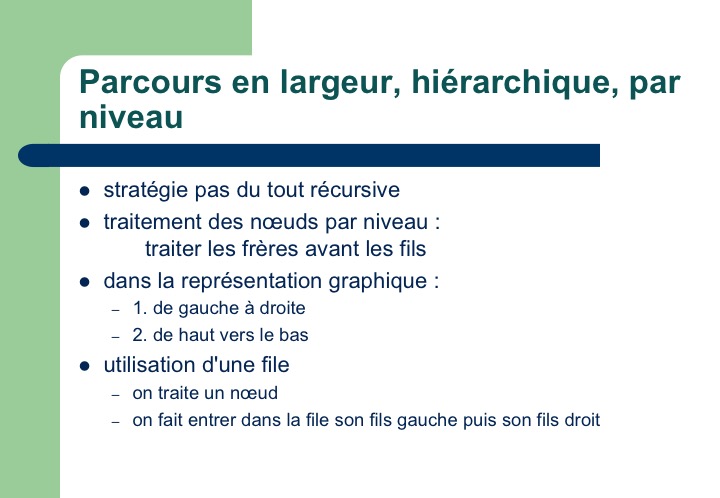 Parcours en largeur, hiérarchique, par
niveau
● stratégie pas du tout récursive
● traitement des nœuds par niveau :
traiter les frères avant les fils
● dans la représentation graphique :
– 1. de gauche à droite
– 2. de haut vers le bas
● utilisation d'une file
– on traite un nœud
– on fait entrer dans la file son fils gauche puis son fils droit